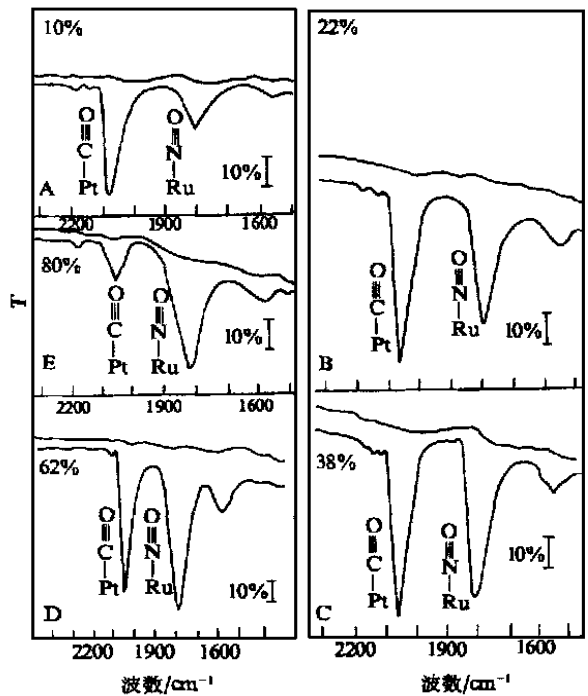 10%
O
≡
C
|
Pt
O
≡
N
|
Ru
10%
A
2200 1900 1600
80%
O
≡
C
|
Pt
O
≡
N
|
Ru
10%
E
2200 1900 1600
62%
O
≡
C
|
Pt
O
≡
N
|
Ru
10%
D
2200 1900 1600
波数/cm⁻¹
T
22%
O
≡
C
|
Pt
O
≡
N
|
Ru
10%
B
38%
O
≡
C
|
Pt
O
≡
N
|
Ru
10%
C
2200 1900 1600
波数/cm⁻¹